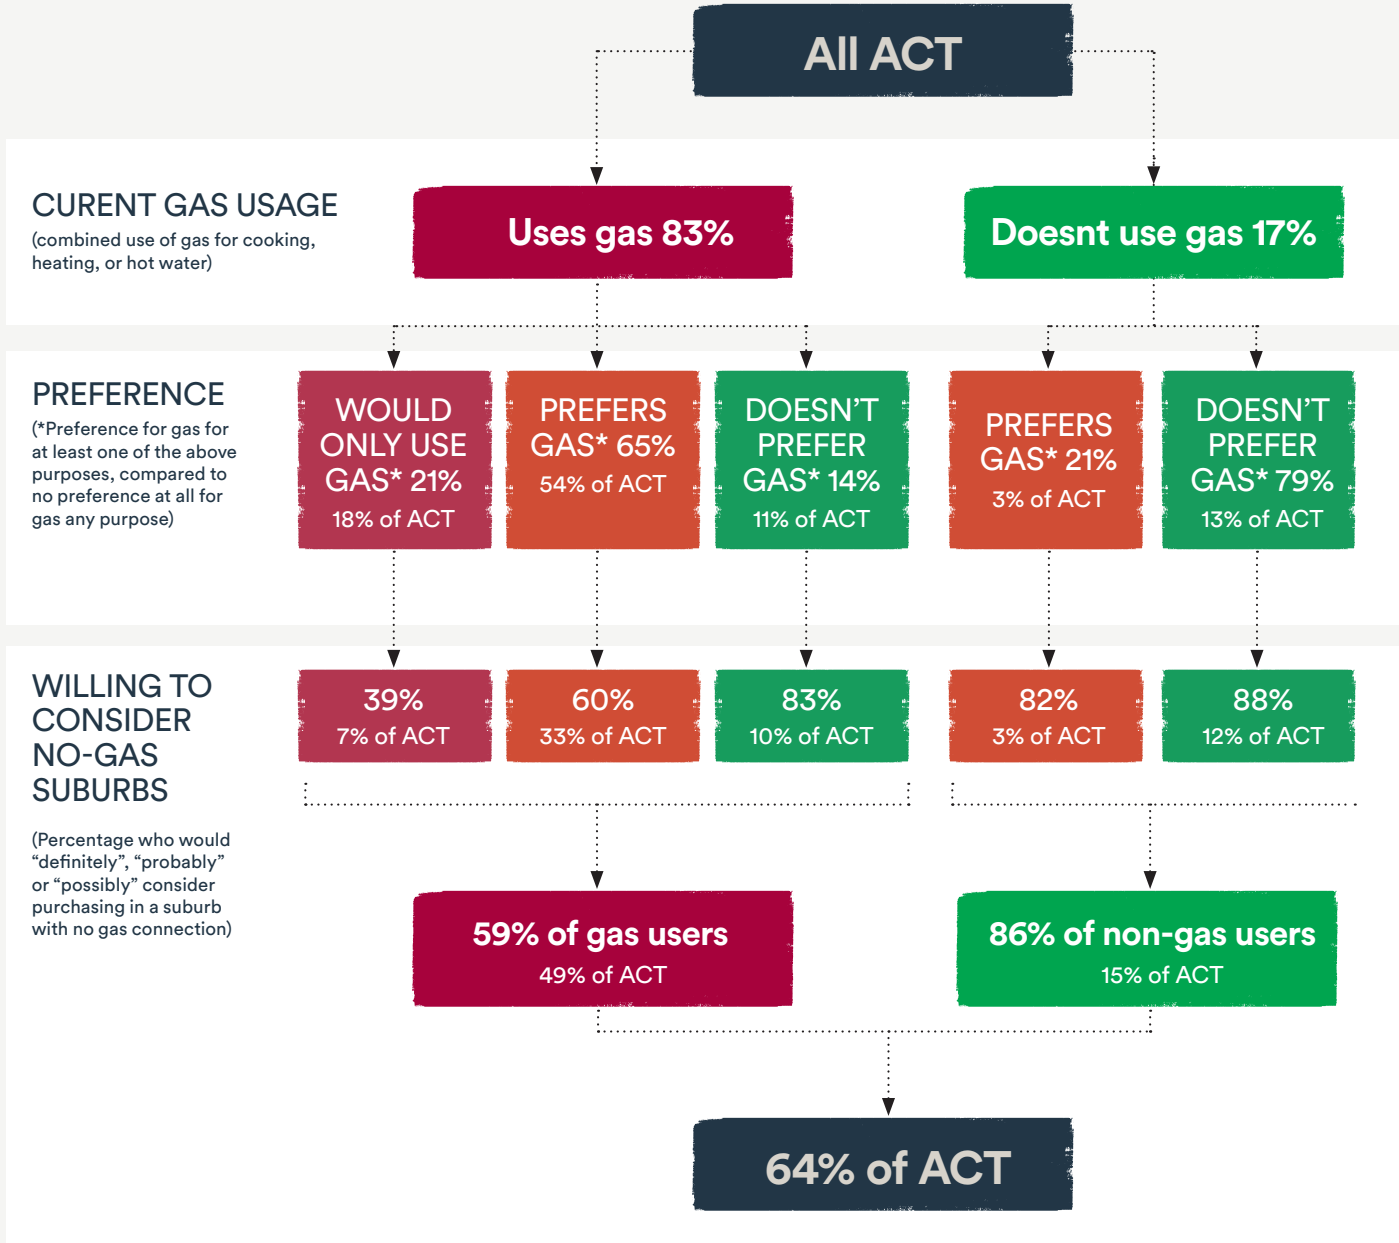 All ACT
CURENT GAS USAGE
(combined use of gas for cooking,
heating, or hot water)
Uses gas 83%
Doesnt use gas 17%
PREFERENCE
(*Preference for gas for
at least one of the above
purposes, compared to
no preference at all for
gas any purpose)
WOULD
ONLY USE
GAS* 21%
18% of ACT
PREFERS
GAS* 65%
54% of ACT
DOESN’T
PREFER
GAS* 14%
11% of ACT
PREFERS
GAS* 21%
3% of ACT
DOESN’T
PREFER
GAS* 79%
13% of ACT
WILLING TO
CONSIDER
NO-GAS
SUBURBS
(Percentage who would
“definitely”, “probably”
or “possibly” consider
purchasing in a suburb
with no gas connection)
39%
7% of ACT
60%
33% of ACT
83%
10% of ACT
82%
3% of ACT
88%
12% of ACT
59% of gas users
49% of ACT
86% of non-gas users
15% of ACT
64% of ACT